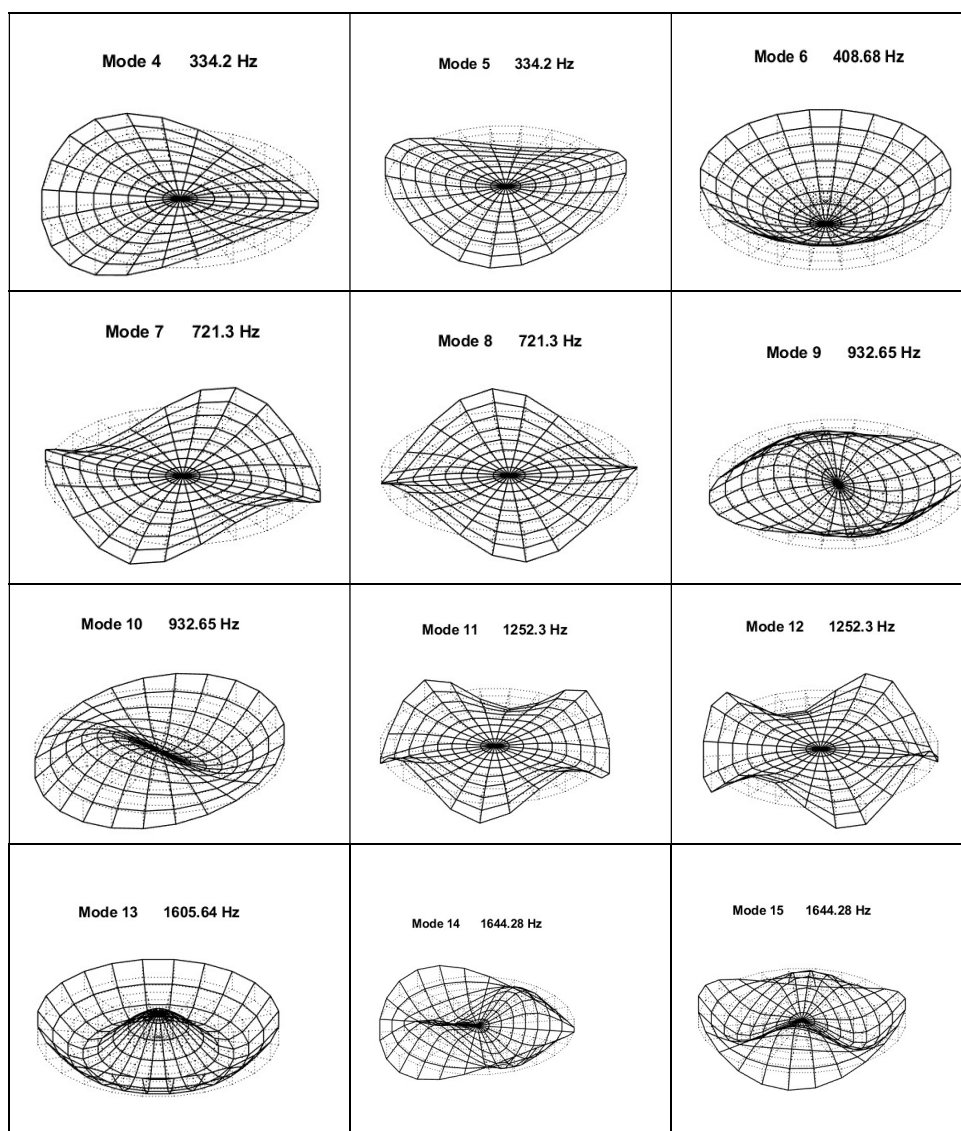 Mode 4 334.2 Hz
Mode 5 334.2 Hz
Mode 6 408.68 Hz
Mode 7 721.3 Hz
Mode 8 721.3 Hz
Mode 9 932.65 Hz
Mode 10 932.65 Hz
Mode 11 1252.3 Hz
Mode 12 1252.3 Hz
Mode 13 1605.64 Hz
Mode 14 1644.28 Hz
Mode 15 1644.28 Hz